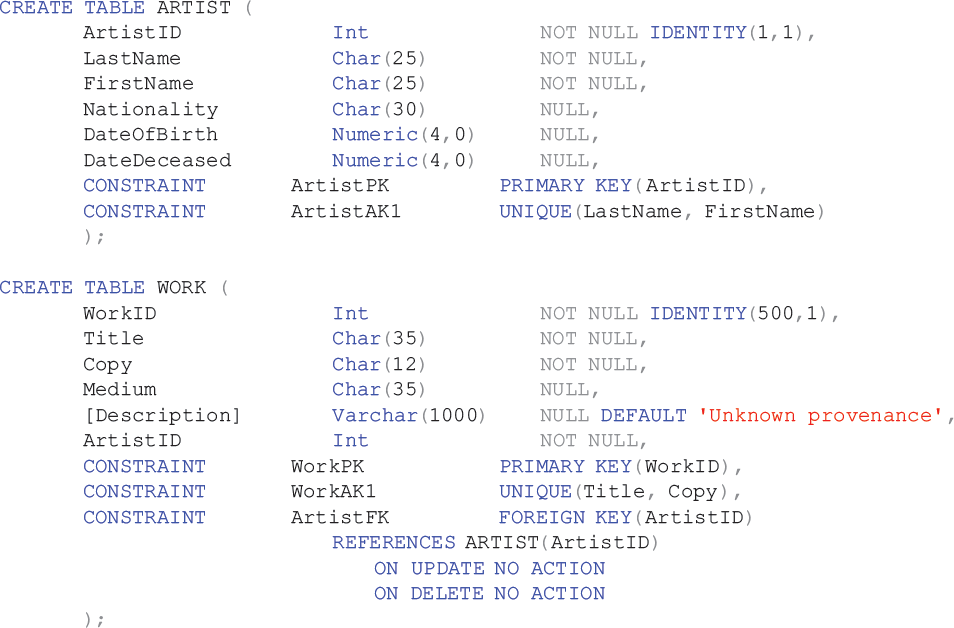 CREATE TABLE ARTIST (
ArtistID Int NOT NULL IDENTITY(1,1),
LastName Char(25) NOT NULL,
FirstName Char(25) NOT NULL,
Nationality Char(30) NULL,
DateOfBirth Numeric(4,0) NULL,
DateDeceased Numeric(4,0) NULL,
CONSTRAINT ArtistPK PRIMARY KEY(ArtistID),
CONSTRAINT ArtistAK1 UNIQUE(LastName, FirstName)
);
CREATE TABLE WORK (
WorkID Int NOT NULL IDENTITY(500,1),
Title Char(35) NOT NULL,
Copy Char(12) NOT NULL,
Medium Char(35) NULL,
[Description] Varchar(1000) NULL DEFAULT 'Unknown provenance',
ArtistID Int NOT NULL,
CONSTRAINT WorkPK PRIMARY KEY(WorkID),
CONSTRAINT WorkAK1 UNIQUE(Title, Copy),
CONSTRAINT ArtistFK FOREIGN KEY(ArtistID)
REFERENCES ARTIST(ArtistID)
ON UPDATE NO ACTION
ON DELETE NO ACTION
);